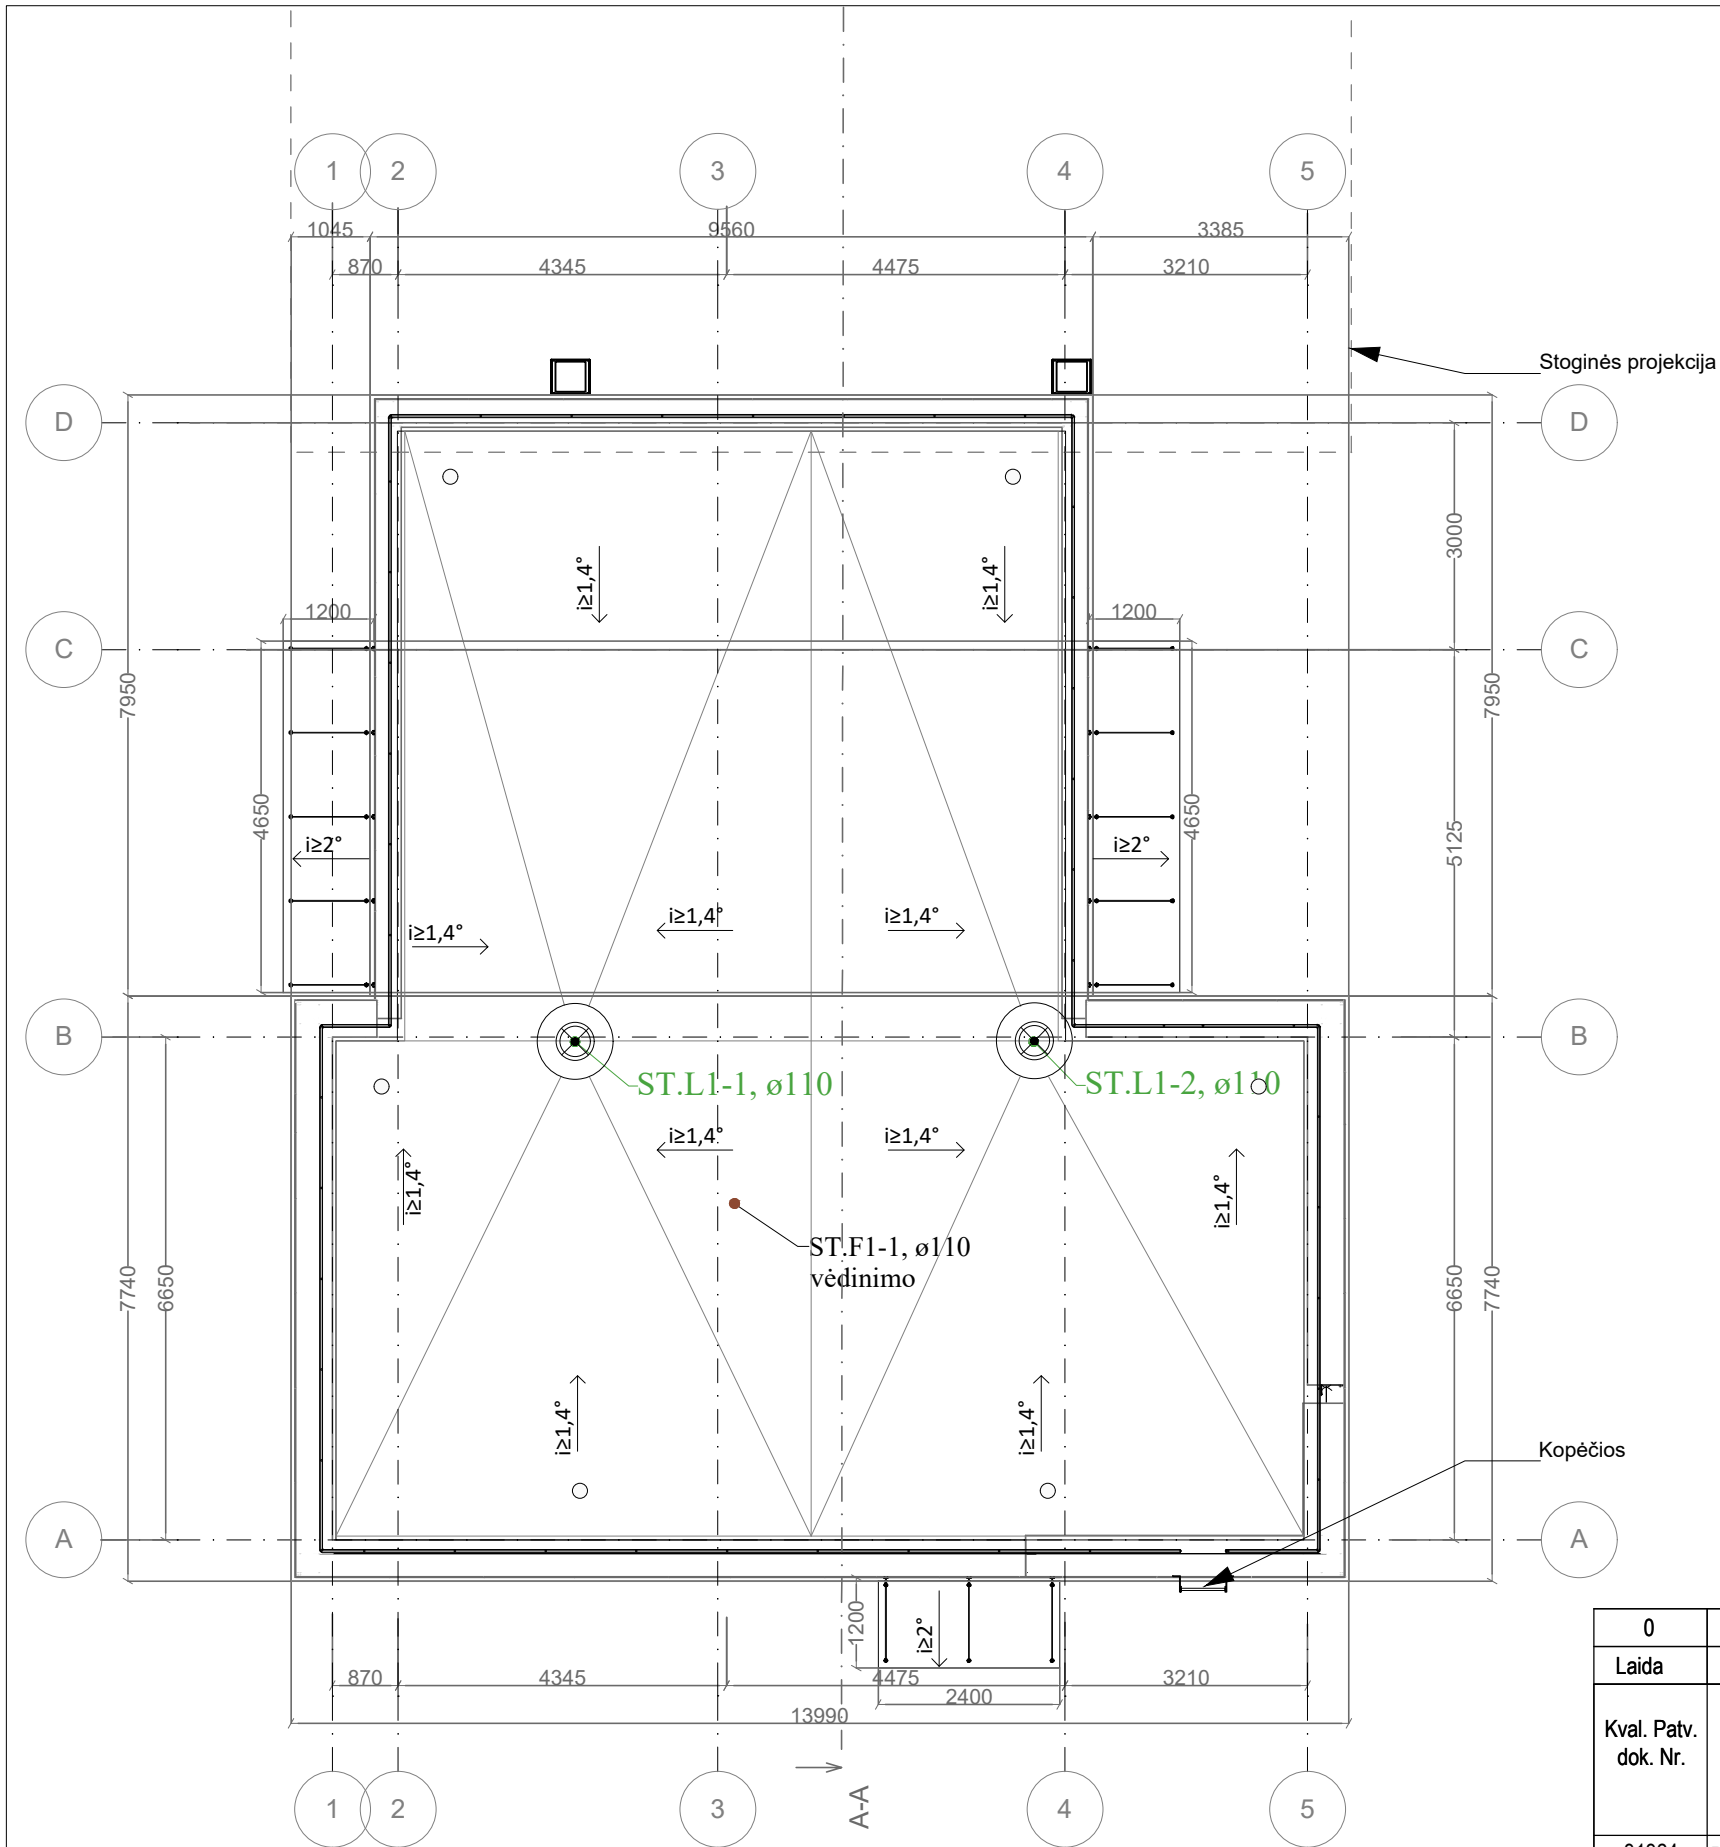 1 2 3 4 5
1045 9560 3385
870 4345 4475 3210
Stoginės projekcija
D D
3000
i≥1,4° i≥1,4°
1200 1200
C C
7950 7950
4650 4650
5125
i≥2° i≥2°
i≥1,4° i≥1,4°
i≥1,4°
B B
ST.L1-1, ø110 ST.L1-2, ø110
i≥1,4° i≥1,4°
i≥1,4° i≥1,4°
ST.F1-1, ø110
vėdinimo
7740 6650 6650 7740
i≥1,4° i≥1,4°
Kopėčios
A A
1200 i≥2°
0
Laida
870 4345 4475 3210
2400
13990
Kval. Patv.
dok. Nr.
A-A
1 2 3 4 5